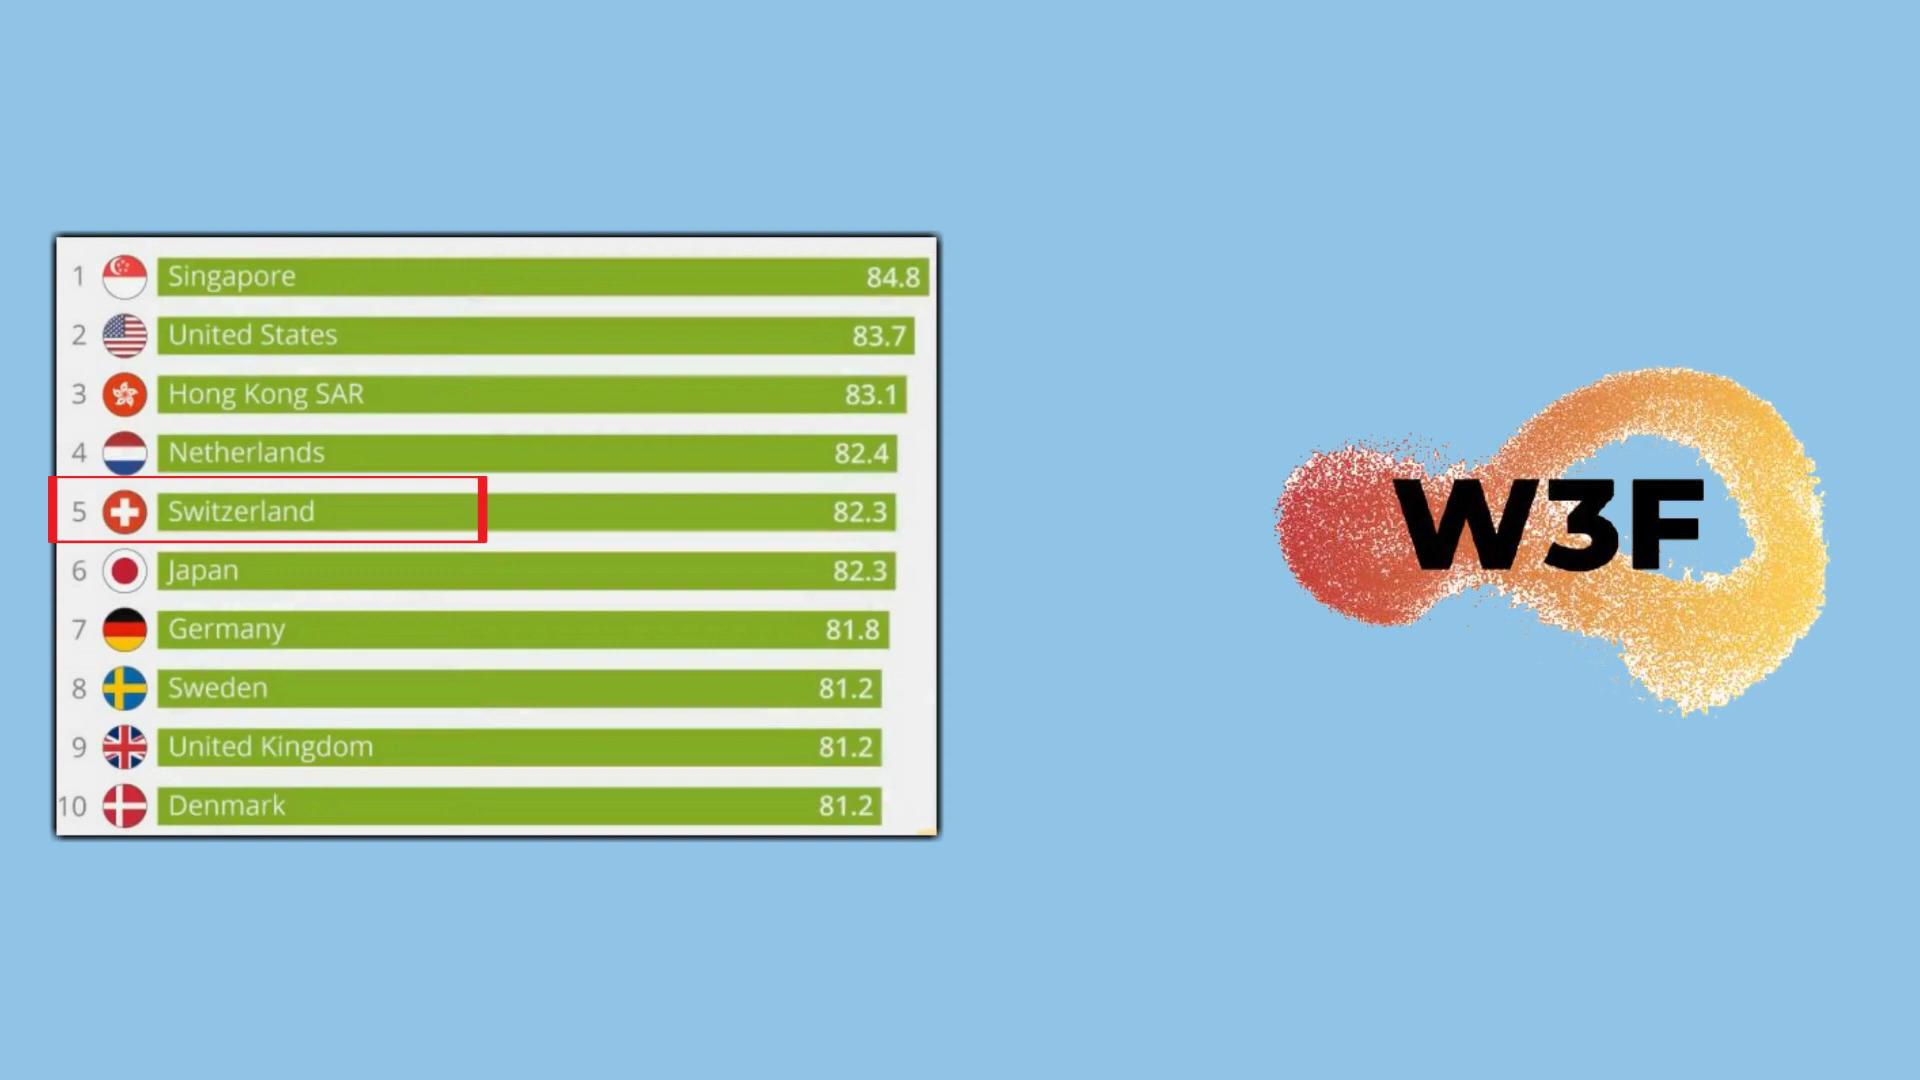 1 Singapore 84.8
2 United States 83.7
3 Hong Kong SAR 83.1
4 Netherlands 82.4
5 Switzerland 82.3
6 Japan 82.3
7 Germany 81.8
8 Sweden 81.2
9 United Kingdom 81.2
10 Denmark 81.2
W3F